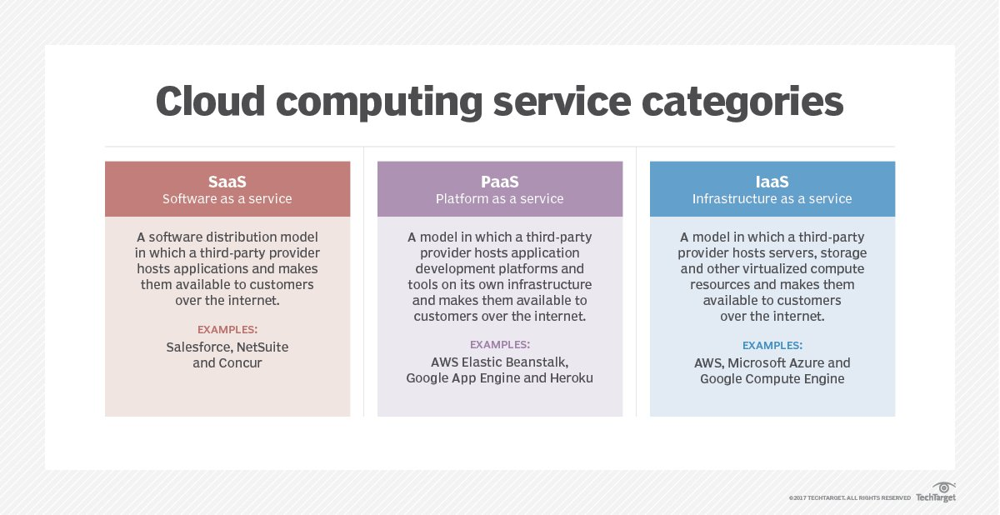 Cloud computing service categories
SaaS
Software as a service
A software distribution model
in which a third-party provider
hosts applications and makes
them available to customers
over the internet.
EXAMPLES:
Salesforce, NetSuite
and Concur
PaaS
Platform as a service
A model in which a third-party
provider hosts application
development platforms and
tools on its own infrastructure
and makes them available to
customers over the internet.
EXAMPLES:
AWS Elastic Beanstalk,
Google App Engine and Heroku
IaaS
Infrastructure as a service
A model in which a third-party
provider hosts servers, storage
and other virtualized compute
resources and makes them
available to customers
over the internet.
EXAMPLES:
AWS, Microsoft Azure and
Google Compute Engine
©2017 TECHTARGET. ALL RIGHTS RESERVED
TechTarget